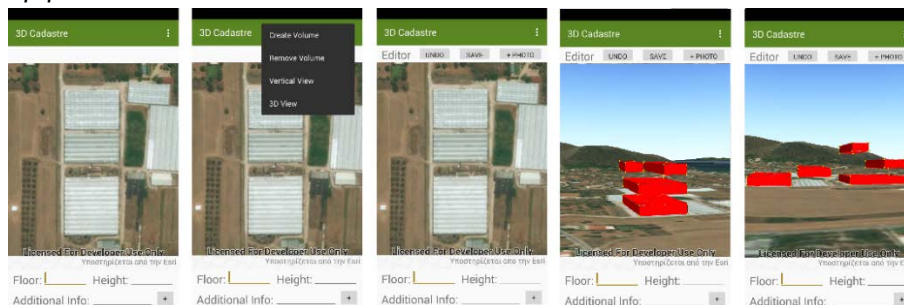 3D Cadastre
Licensed For Developer Use Only
Υποστηρίζεται από την Esri
Floor: Height:
Additional Info: +
3D Cadastre
Create Volume
Remove Volume
Vertical View
3D View
Licensed For Developer Use Only
Υποστηρίζεται από την Esri
Floor: Height:
Additional Info: +
3D Cadastre
Editor UNDO SAVE + PHOTO
Licensed For Developer Use Only
Υποστηρίζεται από την Esri
Floor: Height:
Additional Info: +
3D Cadastre
Editor UNDO SAVE + PHOTO
Licensed For Developer Use Only
Υποστηρίζεται από την Esri
Floor: Height:
Additional Info: +
3D Cadastre
Editor UNDO SAVE + PHOTO
Licensed For Developer Use Only
Υποστηρίζεται από την Esri
Floor: Height:
Additional Info: +